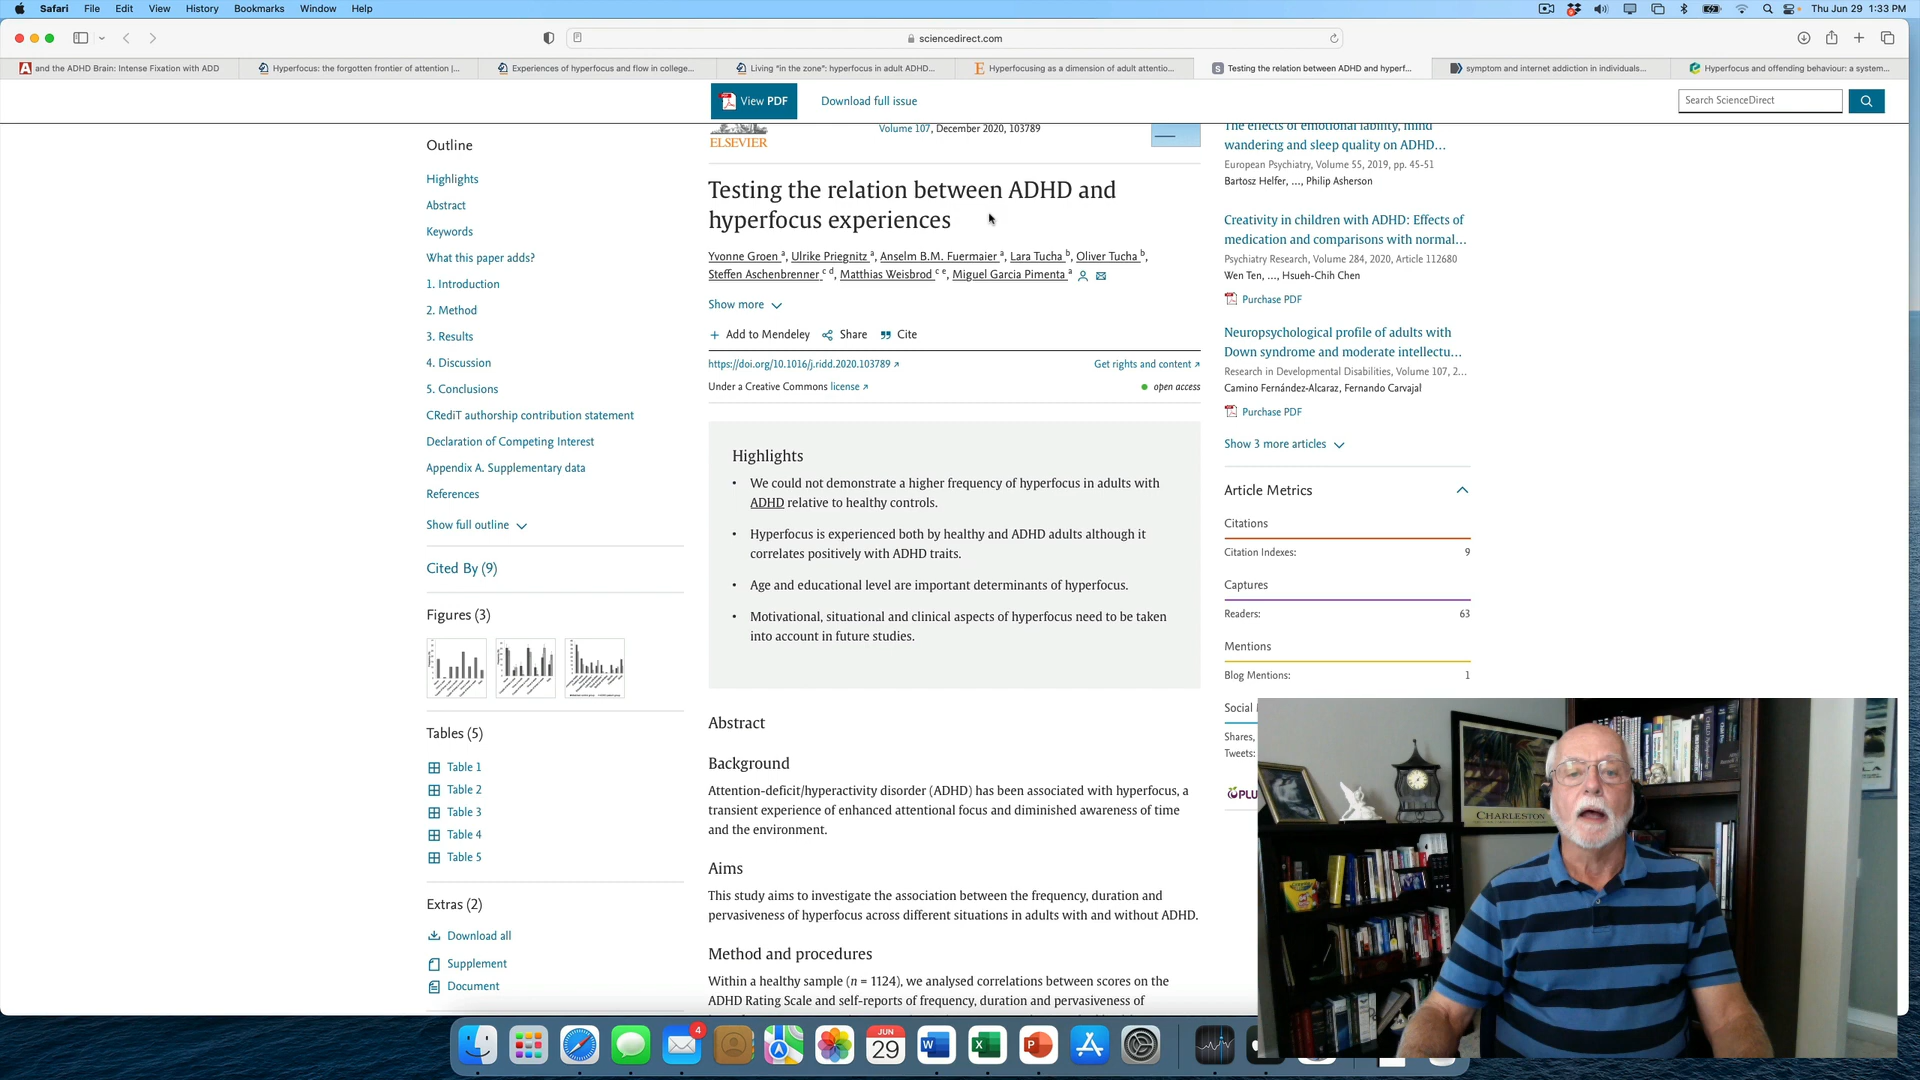 Safari File Edit View History Bookmarks Window Help Thu Jun 29 1:33 PM
sciencedirect.com
and the ADHD Brain: Intense Fixation with ADD
Hyperfocus: the forgotten frontier of attention |...
Experiences of hyperfocus and flow in college...
Living "in the zone": hyperfocus in adult ADHD...
Hyperfocusing as a dimension of adult attentio...
Testing the relation between ADHD and hyperf...
symptom and internet addiction in individuals...
Hyperfocus and offending behaviour: a system...
View PDF
Download full issue
Search ScienceDirect
Outline
Highlights
Abstract
Keywords
What this paper adds?
1. Introduction
2. Method
3. Results
4. Discussion
5. Conclusions
CRediT authorship contribution statement
Declaration of Competing Interest
Appendix A. Supplementary data
References
Show full outline
Cited By (9)
Figures (3)
Tables (5)
Table 1
Table 2
Table 3
Table 4
Table 5
Extras (2)
Download all
Supplement
Document
ELSEVIER
Volume 107, December 2020, 103789
Testing the relation between ADHD and
hyperfocus experiences
Yvonne Groen a, Ulrike Priegnitz a, Anselm B.M. Fuermaier a, Lara Tucha b, Oliver Tucha b,
Steffen Aschenbrenner c d, Matthias Weisbrod c e, Miguel Garcia Pimenta a
Show more
Add to Mendeley Share Cite
https://doi.org/10.1016/j.ridd.2020.103789
Get rights and content
Under a Creative Commons license
open access
Highlights
• We could not demonstrate a higher frequency of hyperfocus in adults with
ADHD relative to healthy controls.
• Hyperfocus is experienced both by healthy and ADHD adults although it
correlates positively with ADHD traits.
• Age and educational level are important determinants of hyperfocus.
• Motivational, situational and clinical aspects of hyperfocus need to be taken
into account in future studies.
Abstract
Background
Attention-deficit/hyperactivity disorder (ADHD) has been associated with hyperfocus, a
transient experience of enhanced attentional focus and diminished awareness of time
and the environment.
Aims
This study aims to investigate the association between the frequency, duration and
pervasiveness of hyperfocus across different situations in adults with and without ADHD.
Method and procedures
Within a healthy sample (n = 1124), we analysed correlations between scores on the
ADHD Rating Scale and self-reports of frequency, duration and pervasiveness of
The effects of emotional lability, mind
wandering and sleep quality on ADHD...
European Psychiatry, Volume 55, 2019, pp. 45-51
Bartosz Helfer, ..., Philip Asherson
Creativity in children with ADHD: Effects of
medication and comparisons with normal...
Psychiatry Research, Volume 284, 2020, Article 112680
Wen Ten, ..., Hsueh-Chih Chen
Purchase PDF
Neuropsychological profile of adults with
Down syndrome and moderate intellectu...
Research in Developmental Disabilities, Volume 107, 2...
Camino Fernández-Alcaraz, Fernando Carvajal
Purchase PDF
Show 3 more articles
Article Metrics
Citations
Citation Indexes: 9
Captures
Readers: 63
Mentions
Blog Mentions: 1
Social
Shares,
Tweets:
PLU
CHARLESTON
4
JUN
29